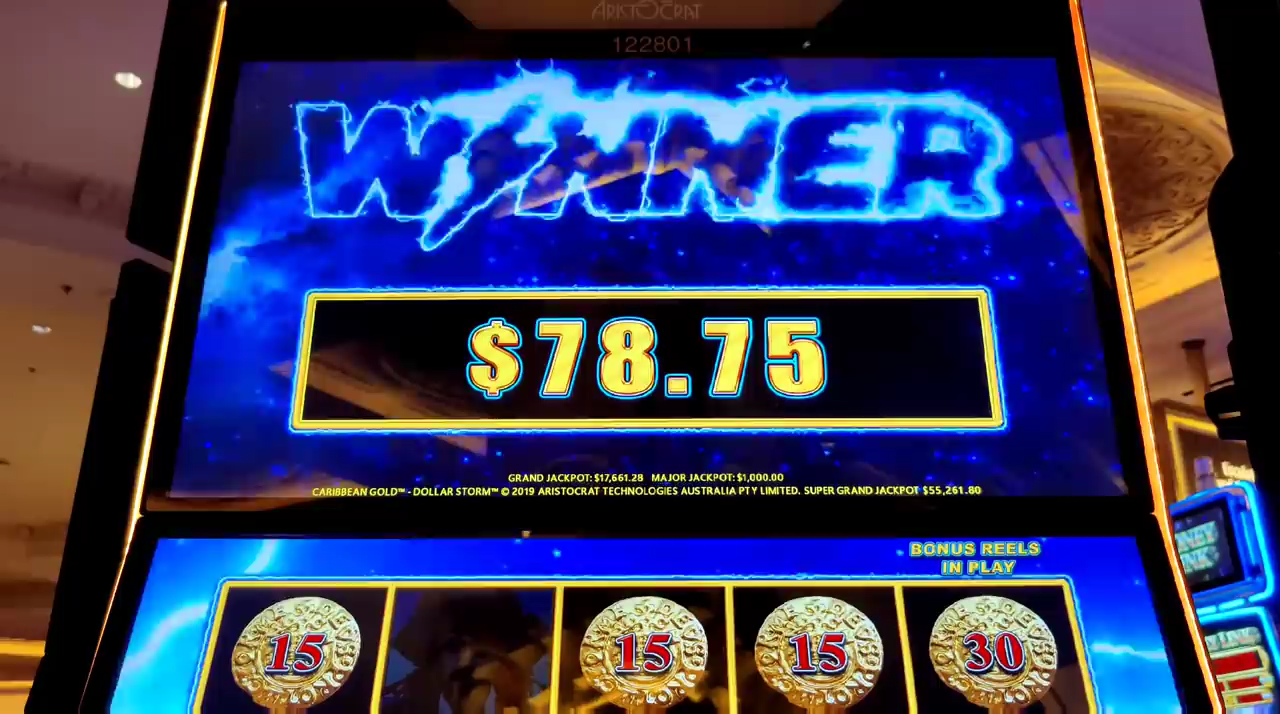 ARISTOCRAT
122801
WINNER
$78.75
GRAND JACKPOT: $17,661.28 MAJOR JACKPOT: $1,000.00
CARIBBEAN GOLD™ - DOLLAR STORM™ © 2019 ARISTOCRAT TECHNOLOGIES AUSTRALIA PTY LIMITED. SUPER GRAND JACKPOT $55,261.80
BONUS REELS
IN PLAY
15 15 15 30